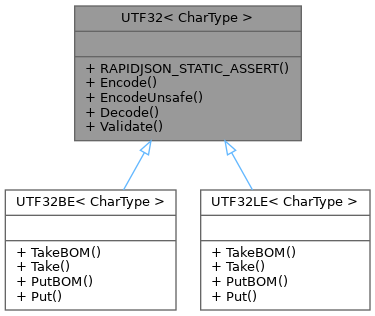 UTF32< CharType >
+ RAPIDJSON_STATIC_ASSERT()
+ Encode()
+ EncodeUnsafe()
+ Decode()
+ Validate()
UTF32BE< CharType >
+ TakeBOM()
+ Take()
+ PutBOM()
+ Put()
UTF32LE< CharType >
+ TakeBOM()
+ Take()
+ PutBOM()
+ Put()